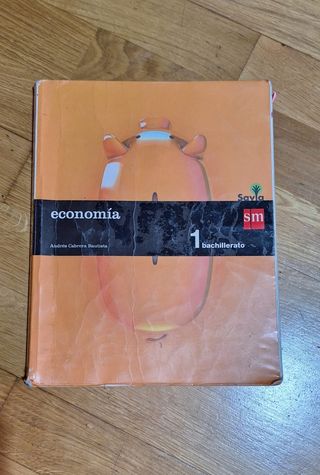 Savia
economía
sm
Andrés Cabrera Bautista
1 bachillerato